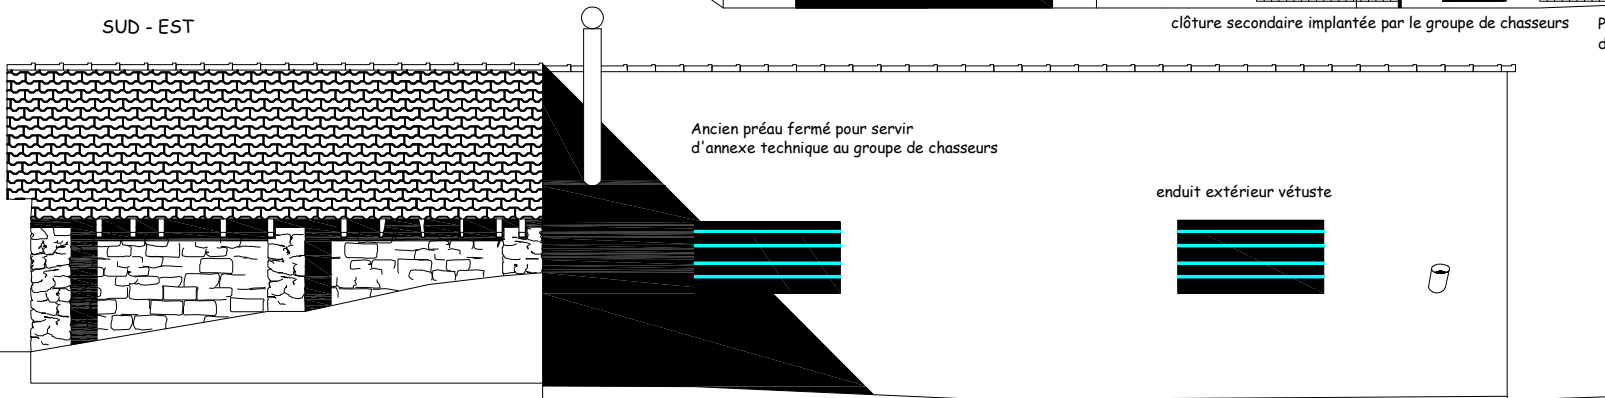 SUD - EST
clôture secondaire implantée par le groupe de chasseurs
Ancien préau fermé pour servir
d'annexe technique au groupe de chasseurs
enduit extérieur vétuste